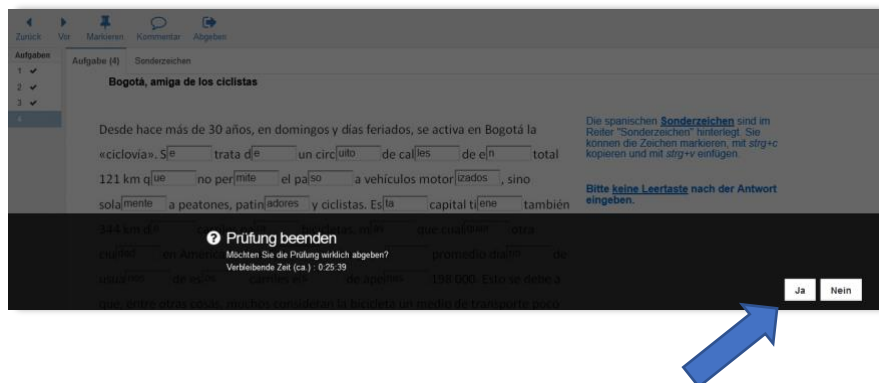 Zurück Vor Markieren Kommentar Abgeben
Aufgaben
1
2
3
4
Aufgabe (4) Sonderzeichen
Bogotá, amiga de los ciclistas
Desde hace más de 30 años, en domingos y días feriados, se activa en Bogotá la
«ciclovía». Se trata de un circuito de calles de en total
121 km que no permite el paso a vehículos motorizados, sino
solamente a peatones, patinadores y ciclistas. Esta capital tiene también
344 km de
que cualquier otra
ciudad en América
promedio
de
198 000. Esto se debe a
que, entre otras cosas, muchos consideran la bicicleta un medio de transporte poco
Die spanischen Sonderzeichen sind im
Reiter "Sonderzeichen" hinterlegt. Sie
können die Zeichen markieren, mit strg+c
kopieren und mit strg+v einfügen.
Bitte keine Leertaste nach der Antwort
eingeben.
Prüfung beenden
Möchten Sie die Prüfung wirklich abgeben?
Verbleibende Zeit (ca.) : 0:25:39
Ja Nein